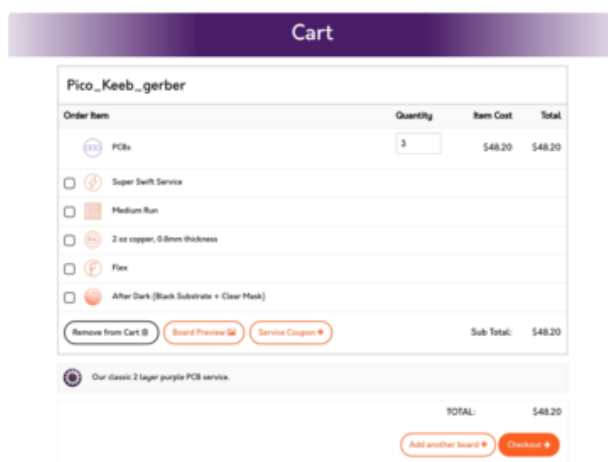 Cart
Pico_Keeb_gerber
Order Item Quantity Item Cost Total
PCBs 3 $48.20 $48.20
Super Swift Service
Medium Run
2 oz copper, 0.8mm thickness
Flex
After Dark (Black Substrate + Clear Mask)
Remove from Cart Board Preview Service Coupon + Sub Total: $48.20
Our classic 2 layer purple PCB service.
TOTAL: $48.20
Add another board + Checkout →